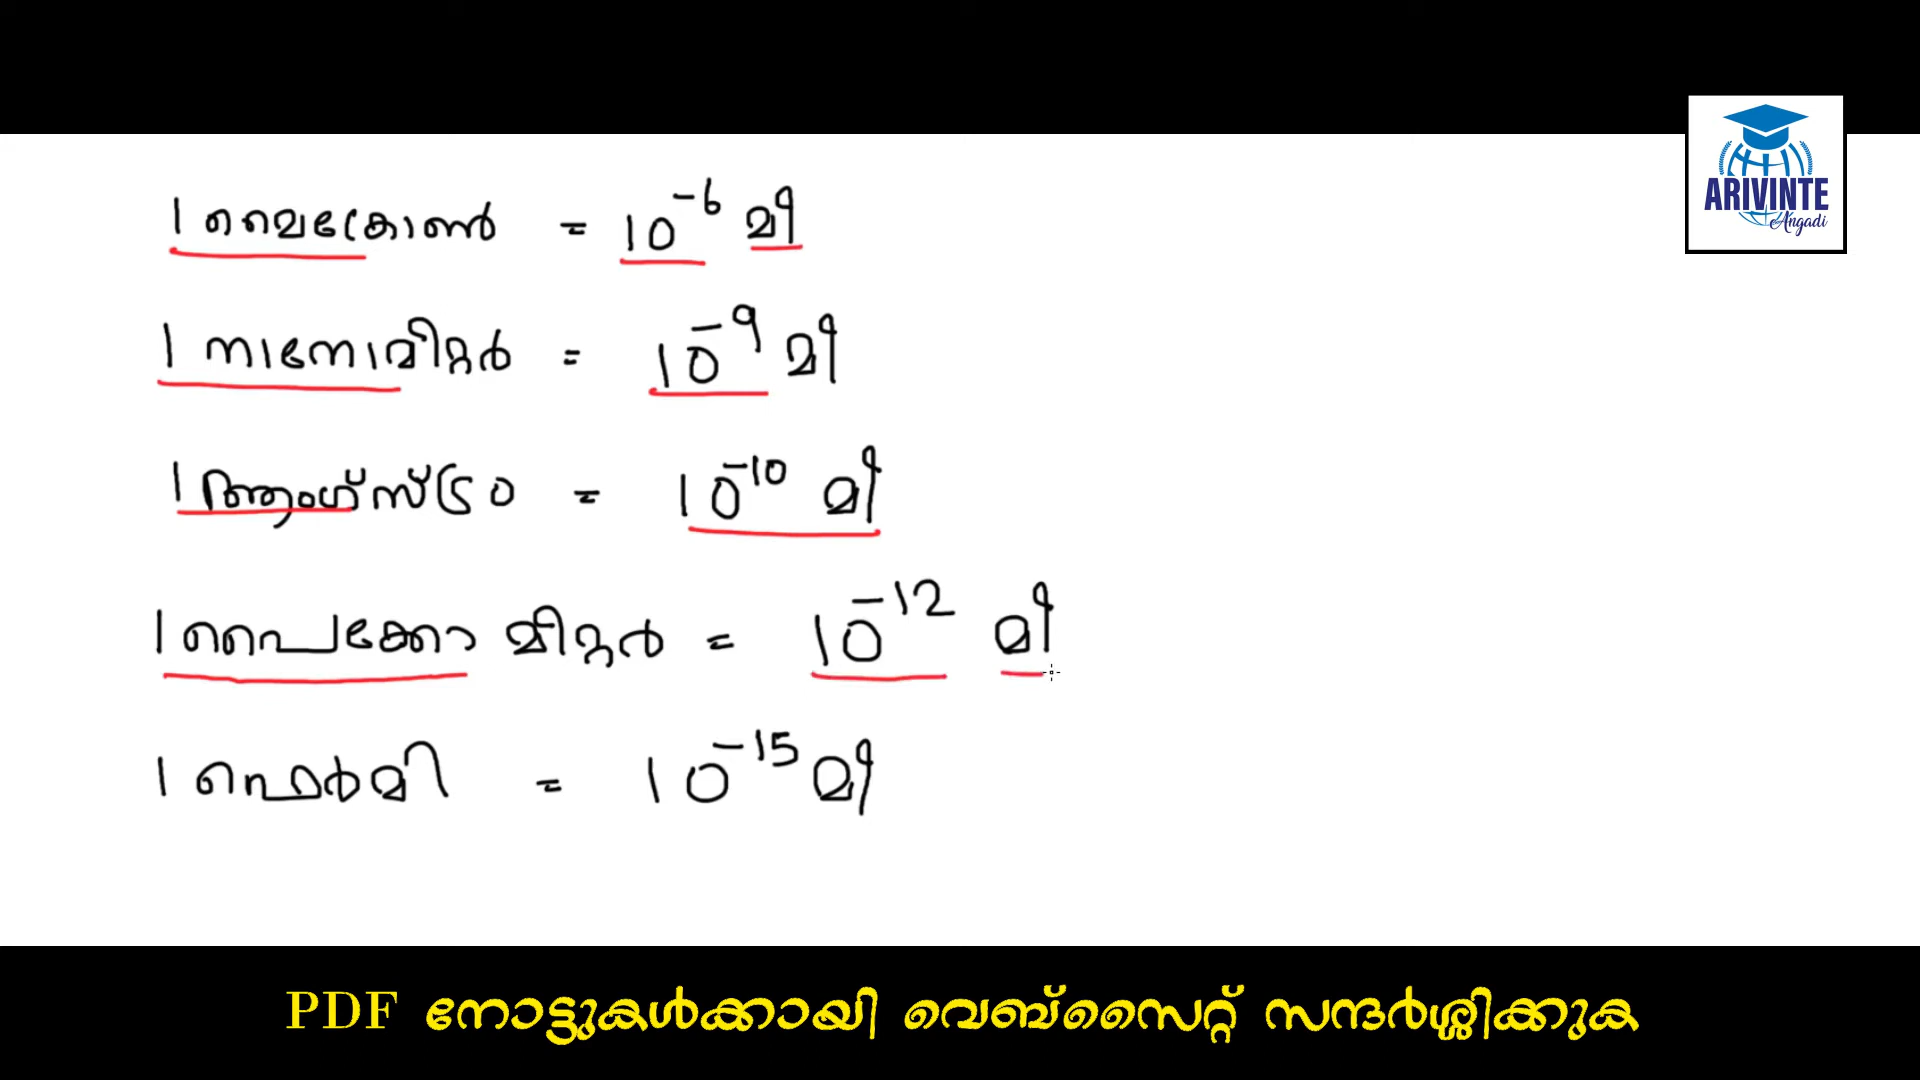 ARIVINTE
eAngadi
1 മൈക്രോൺ = 10⁻⁶ മീ
1 നാനോമീറ്റർ = 10⁻⁹ മീ
1 ആംഗ്സ്ട്രം = 10⁻¹⁰ മീ
1 പൈക്കോ മീറ്റർ = 10⁻¹² മീ
1 ഫെർമി = 10⁻¹⁵ മീ
PDF നോട്ടുകൾക്കായി വെബ്സൈറ്റ് സന്ദർശ്ശിക്കുക